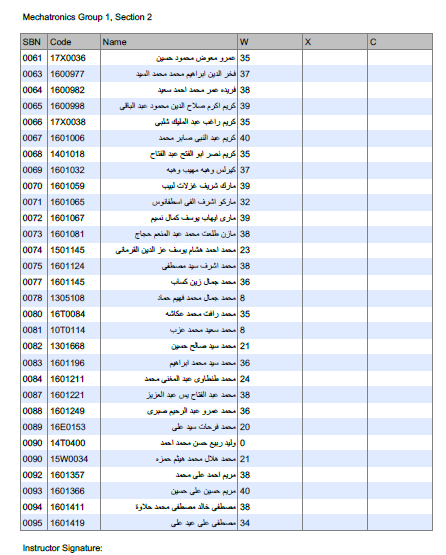 Mechatronics Group 1, Section 2
SBN Code Name W X C
0061 17X0036 عمرو معوض محمود حسين 35
0063 1600977 فخر الدين ابراهيم محمد محمد السيد 37
0064 1600982 فريده عمر محمد احمد سعيد 38
0065 1600998 كريم اكرم صلاح الدين محمود عبد الباقى 39
0066 17X0038 كريم راغب عبد المليك شلبي 35
0067 1601006 كريم عبد النبى صابر محمد 40
0068 1401018 كريم نصر ابو الفتح عبد الفتاح 35
0069 1601032 كيرلس وهبه مهيب وهبه 37
0070 1601059 مارك شريف غزلات لبيب 39
0071 1601065 ماركو اشرف الفى اسطفانوس 32
0072 1601067 مارى ايهاب يوسف كمال نسيم 39
0073 1601081 مازن طلعت محمد عبد المنعم حجاج 38
0074 1501145 محمد احمد هشام يوسف عز الدين القرمانى 23
0075 1601124 محمد اشرف سيد مصطفى 38
0077 1601145 محمد جمال زين كساب 36
0078 1305108 محمد جمال محمد فهيم حماد 8
0080 16T0084 محمد رافت محمد عكاشه 35
0081 10T0114 محمد سعيد محمد عزب 8
0082 1301668 محمد سيد صالح حسين 21
0083 1601196 محمد سيد محمد ابراهيم 36
0084 1601211 محمد طنطاوى عبد المغنى محمد 24
0087 1601221 محمد عبد الفتاح يس عبد العزيز 38
0088 1601249 محمد عمرو عبد الرحيم صبرى 36
0089 16E0153 محمد فرحات سيد على 20
0090 14T0400 وليد ربيع حسن محمد احمد 0
0090 15W0034 محمد هلال محمد هيثم حمزه 21
0092 1601357 مريم احمد على محمد 38
0093 1601366 مريم حسين على حسين 40
0094 1601411 مصطفى خالد مصطفى محمد حلاوة 38
0095 1601419 مصطفى على عيد على 34
Instructor Signature: